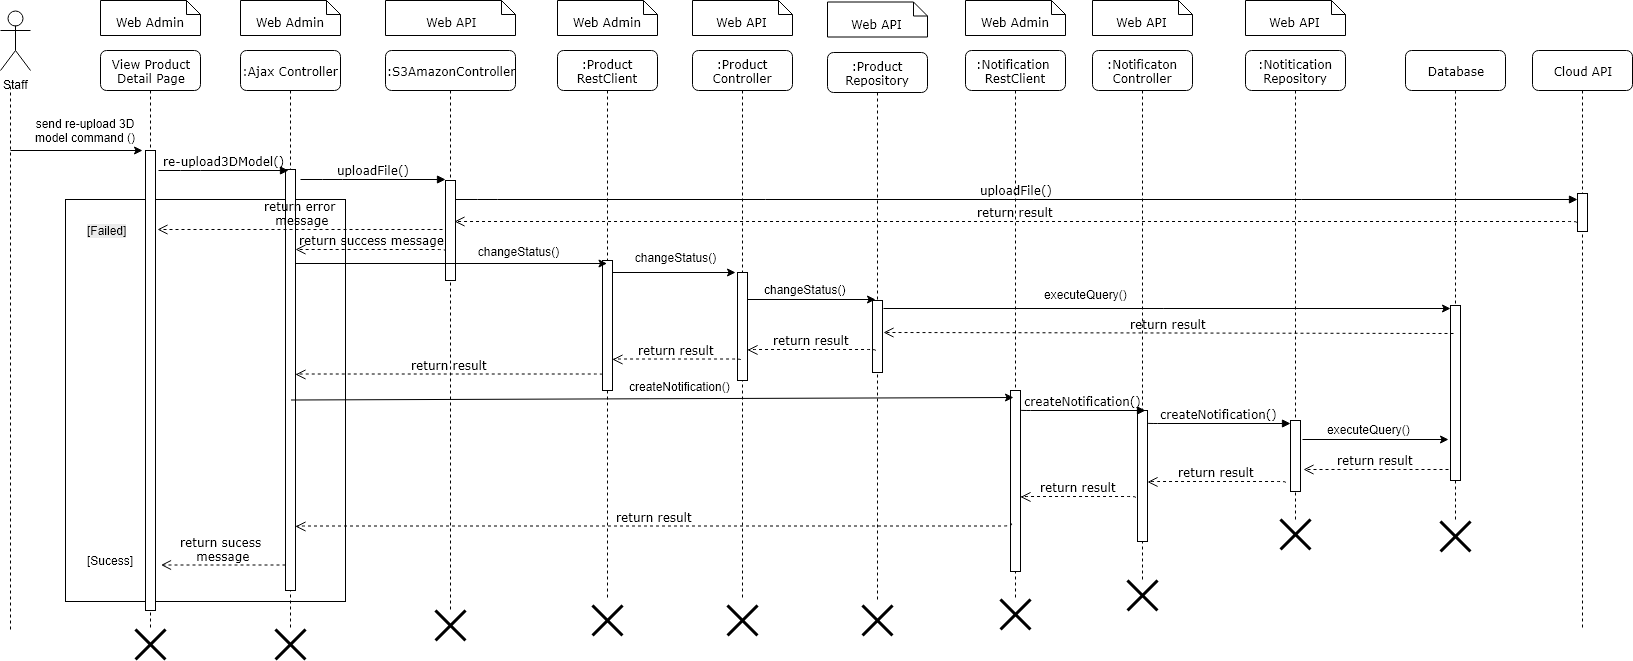 Web Admin
Web Admin
Web API
Web Admin
Web API
Web API
Web Admin
Web API
Web API
Staff
View Product
Detail Page
:Ajax Controller
:S3AmazonController
:Product
RestClient
:Product
Controller
:Product
Repository
:Notification
RestClient
:Notificaton
Controller
:Notitication
Repository
Database
Cloud API
send re-upload 3D
model command ()
re-upload3DModel()
uploadFile()
uploadFile()
return result
return error
message
[Failed]
return success message
changeStatus()
changeStatus()
changeStatus()
executeQuery()
return result
return result
return result
return result
createNotification()
createNotification()
createNotification()
executeQuery()
return result
return result
return result
return result
return sucess
message
[Sucess]